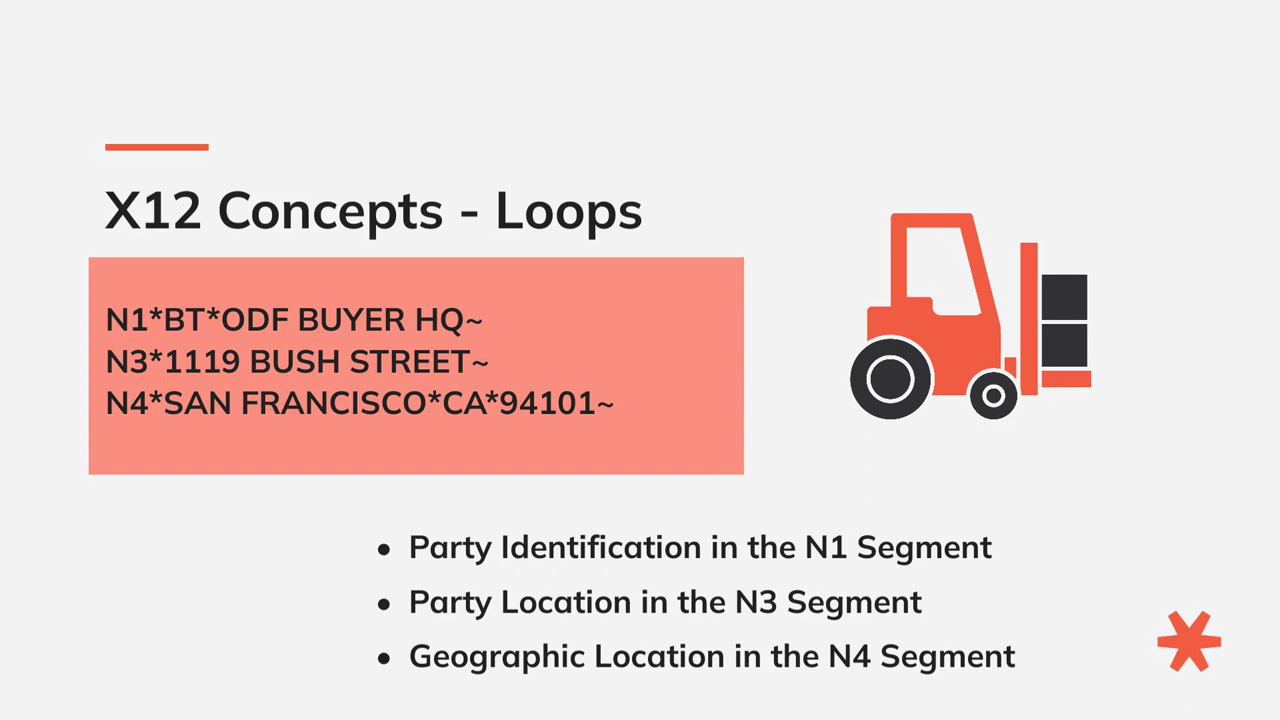 X12 Concepts - Loops
N1*BT*ODF BUYER HQ~
N3*1119 BUSH STREET~
N4*SAN FRANCISCO*CA*94101~
• Party Identification in the N1 Segment
• Party Location in the N3 Segment
• Geographic Location in the N4 Segment